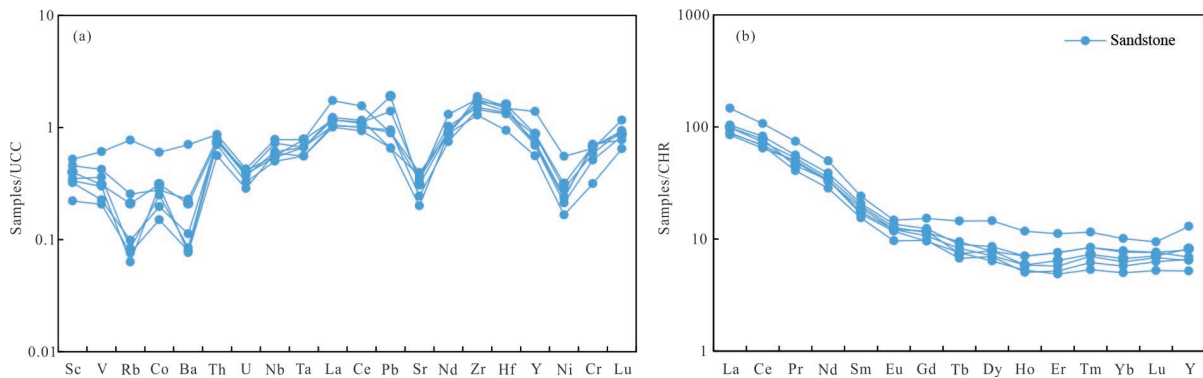 (a)
Samples/UCC
10
1
0.1
0.01
Sc V Rb Co Ba Th U Nb Ta La Ce Pb Sr Nd Zr Hf Y Ni Cr Lu
(b)
Sandstone
Samples/CHR
1000
100
10
1
La Ce Pr Nd Sm Eu Gd Tb Dy Ho Er Tm Yb Lu Y